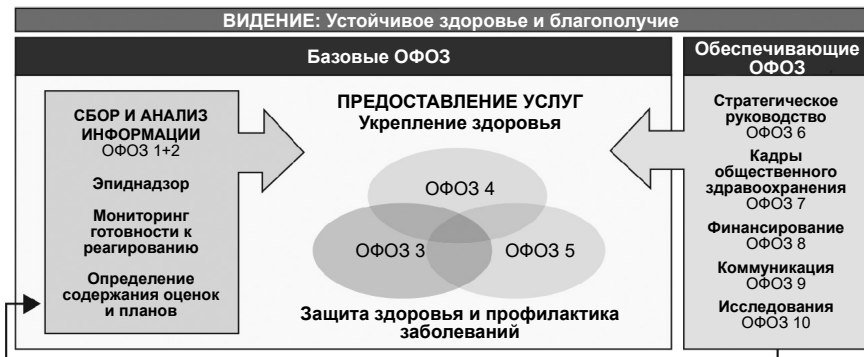 ВИДЕНИЕ: Устойчивое здоровье и благополучие
Базовые ОФОЗ
СБОР И АНАЛИЗ
ИНФОРМАЦИИ
ОФОЗ 1+2
Эпиднадзор
Мониторинг
готовности к
реагированию
Определение
содержания оценок
и планов
ПРЕДОСТАВЛЕНИЕ УСЛУГ
Укрепление здоровья
ОФОЗ 4
ОФОЗ 3
ОФОЗ 5
Защита здоровья и профилактика
заболеваний
Обеспечивающие
ОФОЗ
Стратегическое
руководство
ОФОЗ 6
Кадры
общественного
здравоохранения
ОФОЗ 7
Финансирование
ОФОЗ 8
Коммуникация
ОФОЗ 9
Исследования
ОФОЗ 10